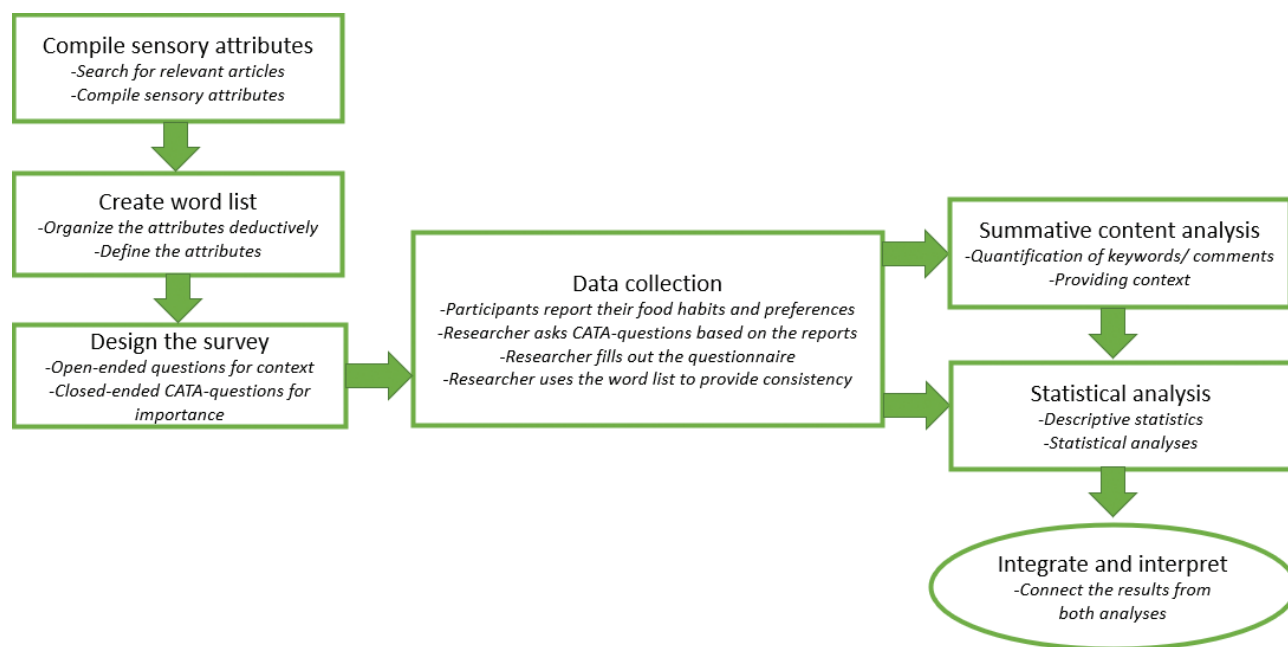 Compile sensory attributes
-Search for relevant articles
-Compile sensory attributes
Create word list
-Organize the attributes deductively
-Define the attributes
Design the survey
-Open-ended questions for context
-Closed-ended CATA-questions for
importance
Data collection
-Participants report their food habits and preferences
-Researcher asks CATA-questions based on the reports
-Researcher fills out the questionnaire
-Researcher uses the word list to provide consistency
Summative content analysis
-Quantification of keywords/ comments
-Providing context
Statistical analysis
-Descriptive statistics
-Statistical analyses
Integrate and interpret
-Connect the results from
both analyses